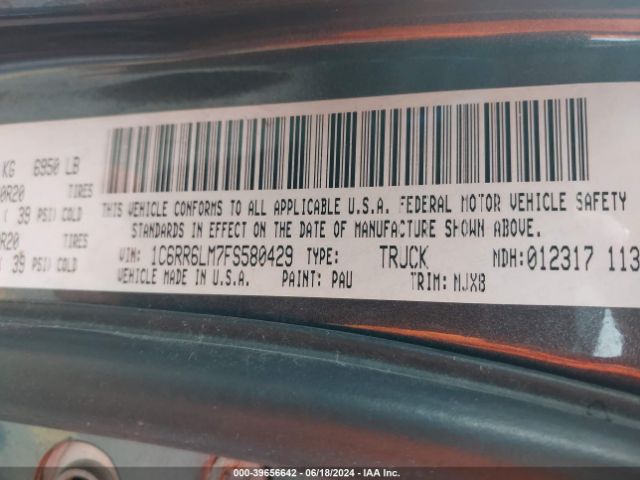 KG 6950 LB
0R20 TIRES
39 PSI) COLD
0R20 TIRES
39 PSI) COLD
THIS VEHICLE CONFORMS TO ALL APPLICABLE U.S.A. FEDERAL MOTOR VEHICLE SAFETY
STANDARDS IN EFFECT ON THE DATE OF MANUFACTURE SHOWN ABOVE.
VIN: 1C6RR6LM7FS580429 TYPE: TRUCK MDH: 012317 113
VEHICLE MADE IN U.S.A. PAINT: PAU TRIM: MJX8
000-39656642 / 06/18/2024 - IAA Inc.